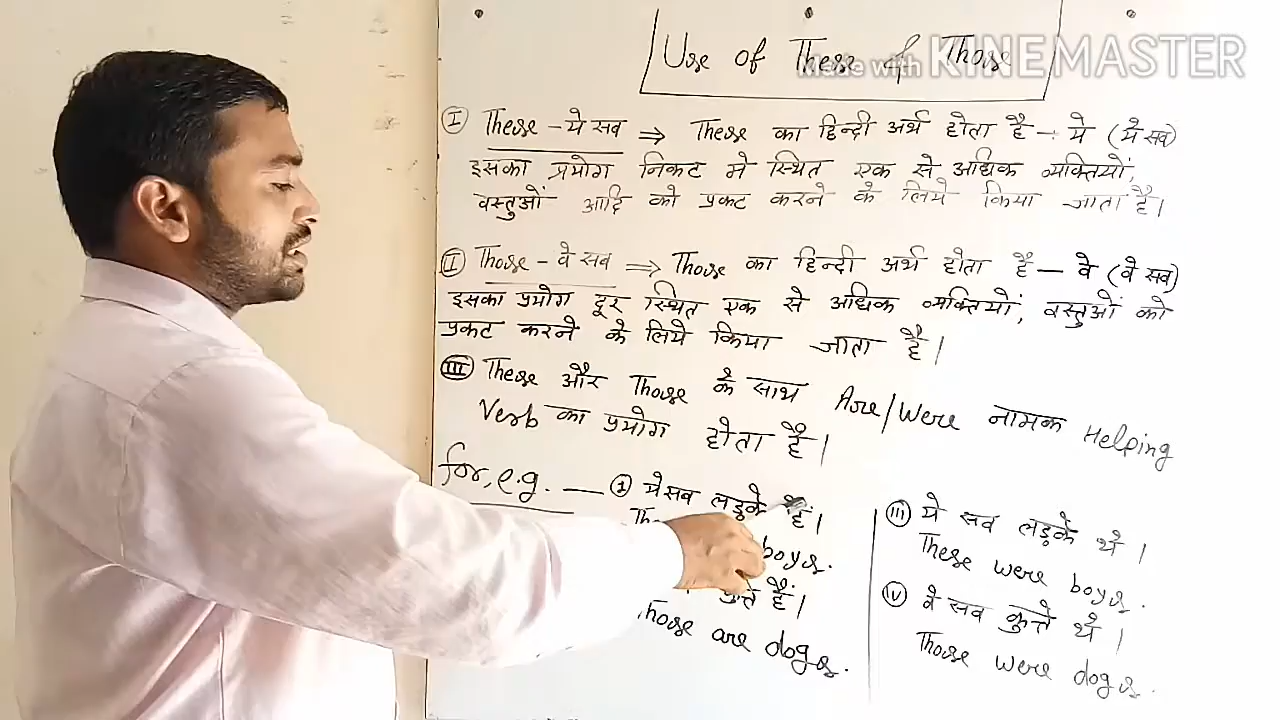 Use of These & Those
Made with KINEMASTER
I These - ये सब ⇒ These का हिन्दी अर्थ होता है - ये (ये सब)
इसका प्रयोग निकट मे स्थित एक से अधिक व्यक्तियों,
वस्तुओं आदि को प्रकट करने के लिये किया जाता है।
II Those - वे सब ⇒ Those का हिन्दी अर्थ होता है — वे (वे सब)
इसका प्रयोग दूर स्थित एक से अधिक व्यक्तियों, वस्तुओं को
प्रकट करने के लिये किया जाता है।
III These और Those के साथ Are/Were नामक Helping
Verb का प्रयोग होता है।
for, e.g. — I ये सब लड़के हैं।
boys.
कुत्ते हैं।
Those are dogs.
III ये सब लड़के थे।
These were boys.
IV वे सब कुत्ते थे।
Those were dogs.